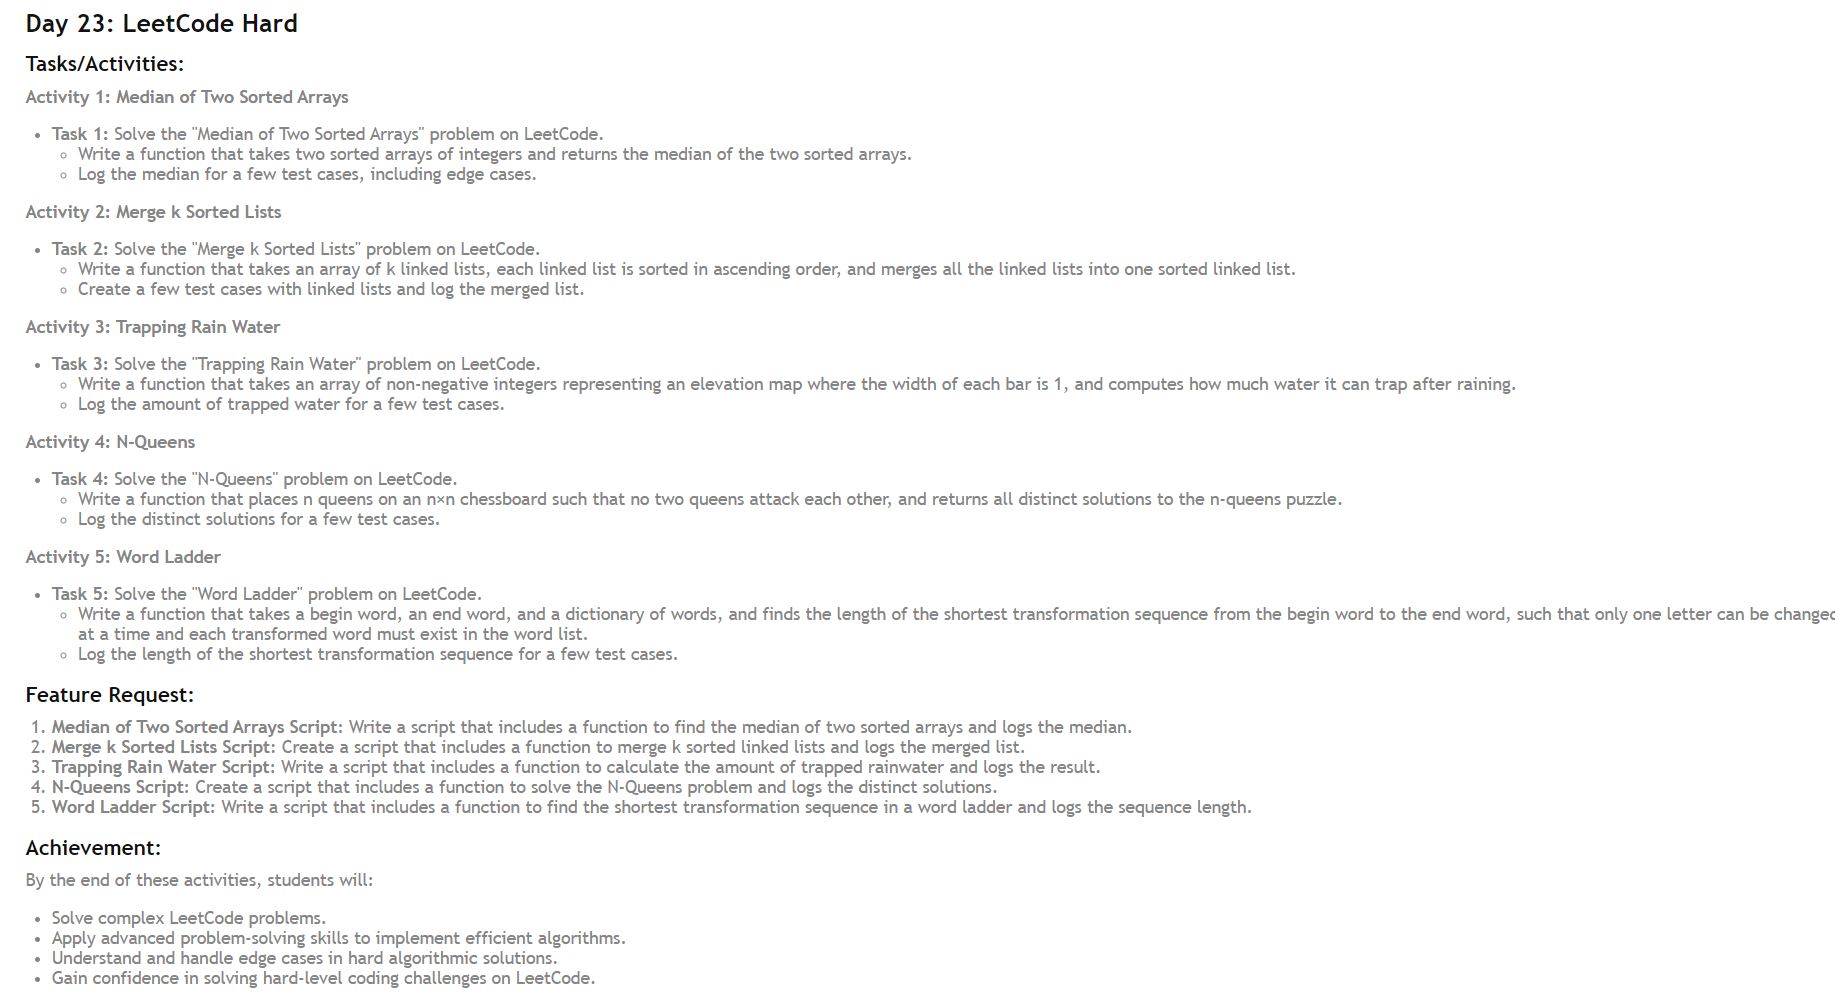 Day 23: LeetCode Hard
Tasks/Activities:
Activity 1: Median of Two Sorted Arrays
• Task 1: Solve the "Median of Two Sorted Arrays" problem on LeetCode.
◦ Write a function that takes two sorted arrays of integers and returns the median of the two sorted arrays.
◦ Log the median for a few test cases, including edge cases.
Activity 2: Merge k Sorted Lists
• Task 2: Solve the "Merge k Sorted Lists" problem on LeetCode.
◦ Write a function that takes an array of k linked lists, each linked list is sorted in ascending order, and merges all the linked lists into one sorted linked list.
◦ Create a few test cases with linked lists and log the merged list.
Activity 3: Trapping Rain Water
• Task 3: Solve the "Trapping Rain Water" problem on LeetCode.
◦ Write a function that takes an array of non-negative integers representing an elevation map where the width of each bar is 1, and computes how much water it can trap after raining.
◦ Log the amount of trapped water for a few test cases.
Activity 4: N-Queens
• Task 4: Solve the "N-Queens" problem on LeetCode.
◦ Write a function that places n queens on an n×n chessboard such that no two queens attack each other, and returns all distinct solutions to the n-queens puzzle.
◦ Log the distinct solutions for a few test cases.
Activity 5: Word Ladder
• Task 5: Solve the "Word Ladder" problem on LeetCode.
◦ Write a function that takes a begin word, an end word, and a dictionary of words, and finds the length of the shortest transformation sequence from the begin word to the end word, such that only one letter can be changed
at a time and each transformed word must exist in the word list.
◦ Log the length of the shortest transformation sequence for a few test cases.
Feature Request:
1. Median of Two Sorted Arrays Script: Write a script that includes a function to find the median of two sorted arrays and logs the median.
2. Merge k Sorted Lists Script: Create a script that includes a function to merge k sorted linked lists and logs the merged list.
3. Trapping Rain Water Script: Write a script that includes a function to calculate the amount of trapped rainwater and logs the result.
4. N-Queens Script: Create a script that includes a function to solve the N-Queens problem and logs the distinct solutions.
5. Word Ladder Script: Write a script that includes a function to find the shortest transformation sequence in a word ladder and logs the sequence length.
Achievement:
By the end of these activities, students will:
• Solve complex LeetCode problems.
• Apply advanced problem-solving skills to implement efficient algorithms.
• Understand and handle edge cases in hard algorithmic solutions.
• Gain confidence in solving hard-level coding challenges on LeetCode.